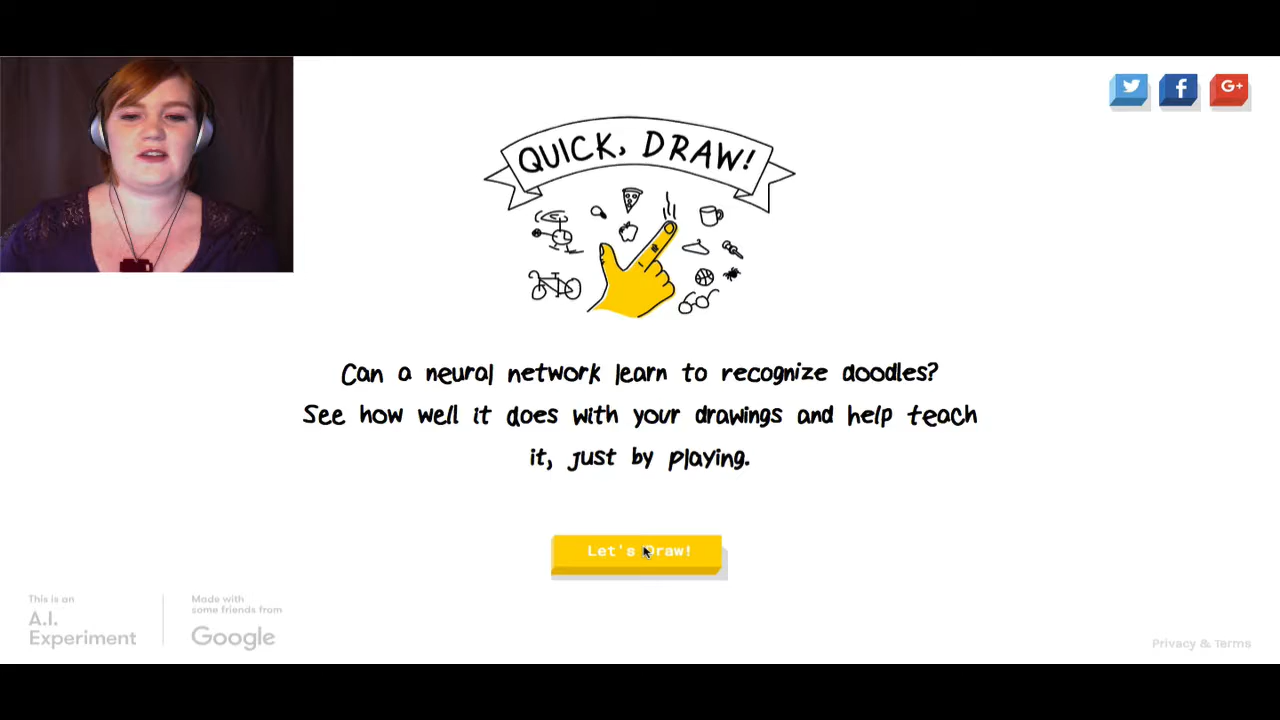 QUICK, DRAW!
Can a neural network learn to recognize doodles?
See how well it does with your drawings and help teach
it, just by playing.
Let's Draw!
This is an
A.I.
Experiment
Made with
some friends from
Google
Privacy & Terms
G+